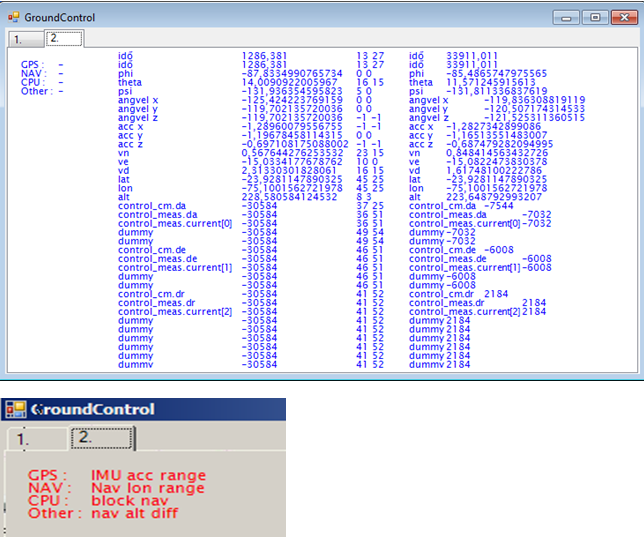 GroundControl
1. 2.
idő 1286,381 13 27 idő 33911,011
GPS : - idő 1286,381 13 27 idő 33911,011
NAV : - phi -87,8334990765734 0 0 phi -85,4865747975565
CPU : - theta 14,0090922005967 16 15 theta 11,571245915613
Other : - psi -131,936354595823 5 0 psi -131,811336837619
angvel x -125,424223769159 0 0 angvel x -119,836308819119
angvel y -119,702135720036 0 0 angvel y -120,507174314533
angvel z -119,702135720036 -1 -1 angvel z -121,525311360515
acc x -1,28960079556755 -1 -1 acc x -1,2827342899086
acc y -1,19678458114315 0 0 acc y -1,16513551483007
acc z -0,697108175088002 -1 -1 acc z -0,687479282094995
vn 0,567644276253532 23 15 vn 0,848414563432726
ve -15,0334177678762 10 0 ve -15,0822473830378
vd 2,31330301828061 16 15 vd 1,61748100222786
lat -23,9281147890325 45 25 lat -23,9281147890325
lon -75,1001562721978 45 25 lon -75,1001562721978
alt 228,580584124532 8 3 alt 223,648792993207
control_cm.da -30584 37 25 control_cm.da -7544
control_meas.da -30584 36 51 control_meas.da -7032
control_meas.current[0] -30584 36 51 control_meas.current[0] -7032
dummy -30584 49 54 dummy -7032
dummy -30584 49 54 dummy -7032
control_cm.de -30584 46 51 control_cm.de -6008
control_meas.de -30584 46 51 control_meas.de -6008
control_meas.current[1] -30584 46 51 control_meas.current[1] -6008
dummy -30584 46 51 dummy -6008
dummy -30584 46 51 dummy -6008
control_cm.dr -30584 41 52 control_cm.dr 2184
control_meas.dr -30584 41 52 control_meas.dr 2184
control_meas.current[2] -30584 41 52 control_meas.current[2] 2184
dummy -30584 41 52 dummy 2184
dummy -30584 41 52 dummy 2184
dummy -30584 41 52 dummy 2184
dummy -30584 41 52 dummy 2184
dummy -30584 41 52 dummy 2184
dummy -30584 41 52 dummy 2184
GroundControl
1. 2.
GPS : IMU acc range
NAV : Nav lon range
CPU : block nav
Other : nav alt diff